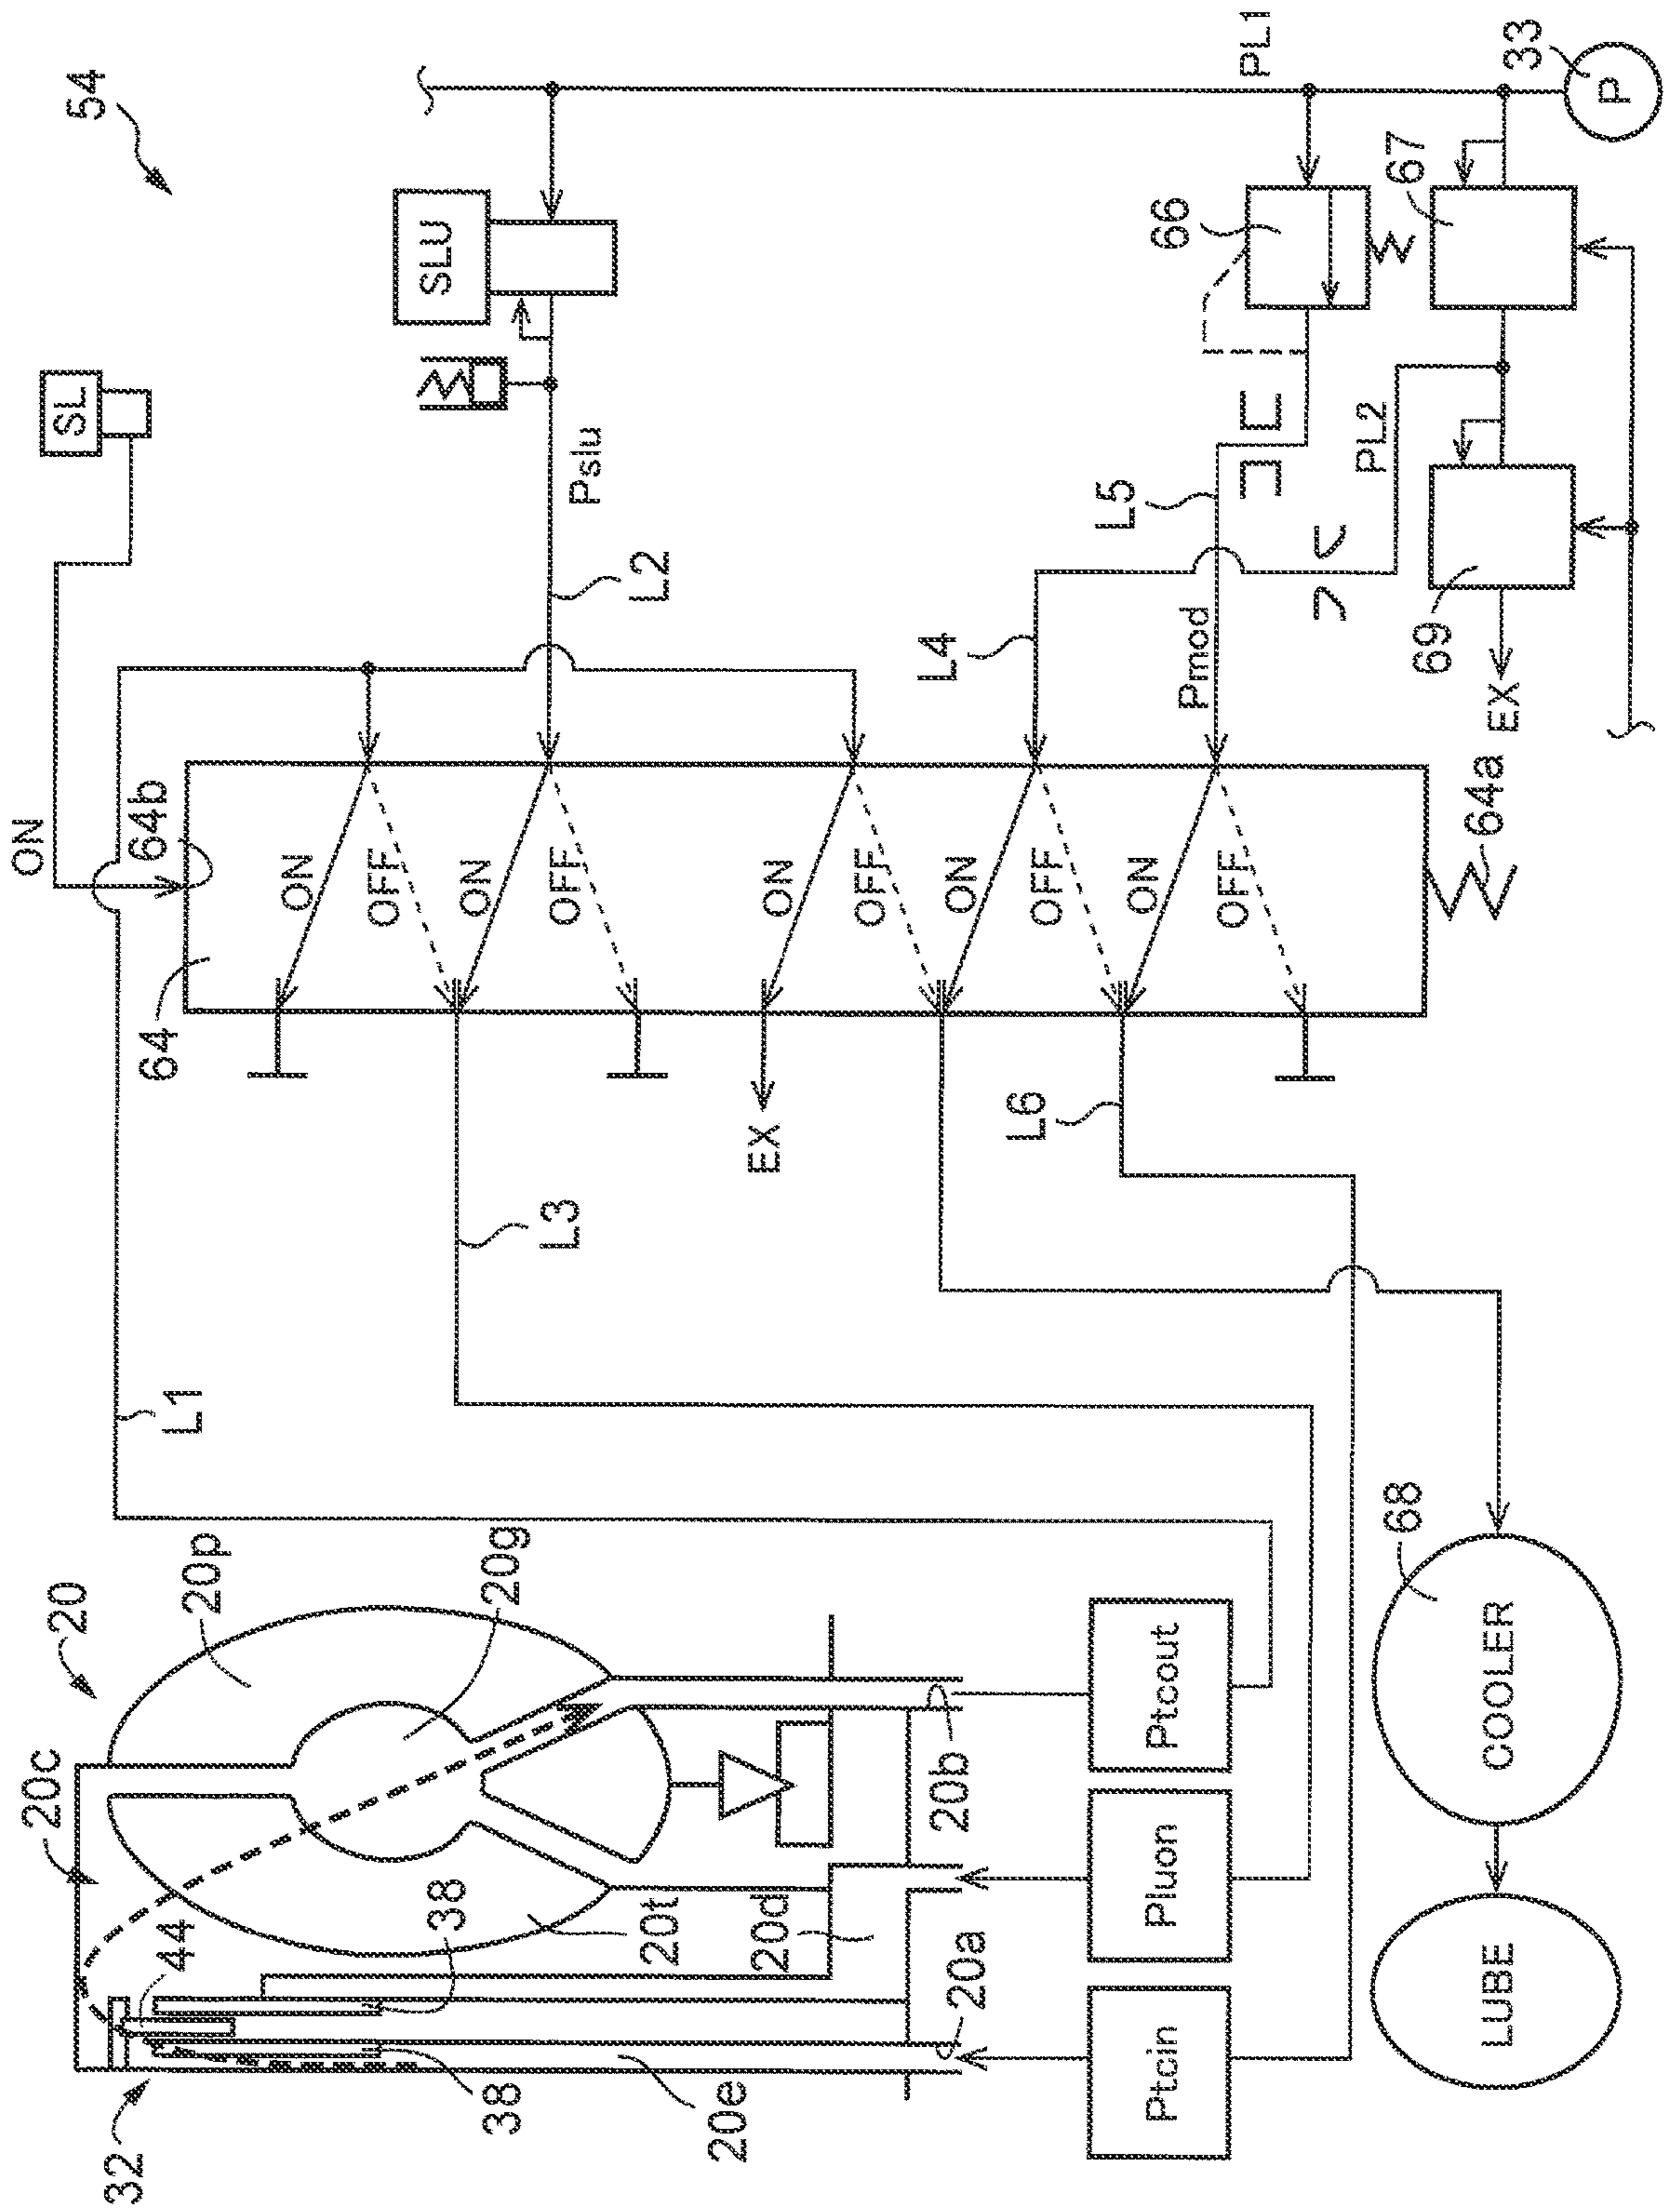 54
SL
SLU
PL1
33
P
67
66
PL2
69
EX
L5
Pmod
L4
L2
Pslu
ON
64b
ON
OFF
ON
OFF
ON
OFF
ON
OFF
ON
OFF
64a
64
EX
L6
L3
L1
20
20p
20g
20c
44
38
38
20t
20d
20b
20a
20e
32
Ptcout
Pluon
Ptcin
68
COOLER
LUBE